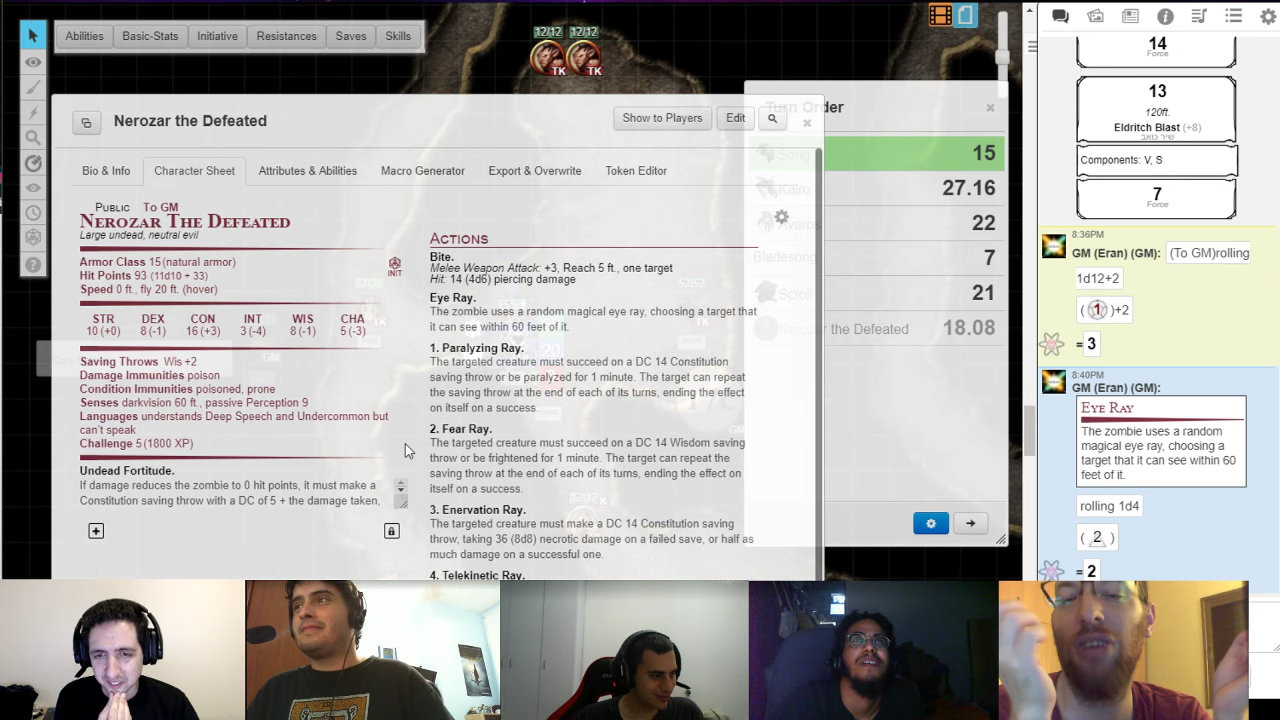 Abilities
Basic-Stats
Initiative
Resistances
Saves
Skills
12/12
12/12
TK
TK
Nerozar the Defeated
Show to Players
Edit
Bio & Info
Character Sheet
Attributes & Abilities
Macro Generator
Export & Overwrite
Token Editor
PUBLIC To GM
NEROZAR THE DEFEATED
Large undead, neutral evil
Armor Class 15 (natural armor)
Hit Points 93 (11d10 + 33)
Speed 0 ft., fly 20 ft. (hover)
INIT
STR DEX CON INT WIS CHA
10 (+0) 8 (-1) 16 (+3) 3 (-4) 8 (-1) 5 (-3)
Saving Throws Wis +2
Damage Immunities poison
Condition Immunities poisoned, prone
Senses darkvision 60 ft., passive Perception 9
Languages understands Deep Speech and Undercommon but
can't speak
Challenge 5 (1800 XP)
Undead Fortitude.
If damage reduces the zombie to 0 hit points, it must make a
Constitution saving throw with a DC of 5 + the damage taken,
ACTIONS
Bite.
Melee Weapon Attack: +3, Reach 5 ft., one target
Hit: 14 (4d6) piercing damage
Eye Ray.
The zombie uses a random magical eye ray, choosing a target that
it can see within 60 feet of it.
1. Paralyzing Ray.
The targeted creature must succeed on a DC 14 Constitution
saving throw or be paralyzed for 1 minute. The target can repeat
the saving throw at the end of each of its turns, ending the effect
on itself on a success.
2. Fear Ray.
The targeted creature must succeed on a DC 14 Wisdom saving
throw or be frightened for 1 minute. The target can repeat the
saving throw at the end of each of its turns, ending the effect on
itself on a success.
3. Enervation Ray.
The targeted creature must make a DC 14 Constitution saving
throw, taking 36 (8d8) necrotic damage on a failed save, or half as
much damage on a successful one.
4. Telekinetic Ray.
Turn Order
Song 15
Kairo 27.16
Avaros 22
Bladesong 7
Scroll 21
Nerozar the Defeated 18.08
14
Force
13
120ft.
Eldritch Blast (+8)
שיר מואב
Components: V, S
7
Force
8:36PM
GM (Eran) (GM): (To GM)rolling
1d12+2
(1)+2
= 3
8:40PM
GM (Eran) (GM):
EYE RAY
The zombie uses a random
magical eye ray, choosing a
target that it can see within 60
feet of it.
rolling 1d4
(2)
= 2